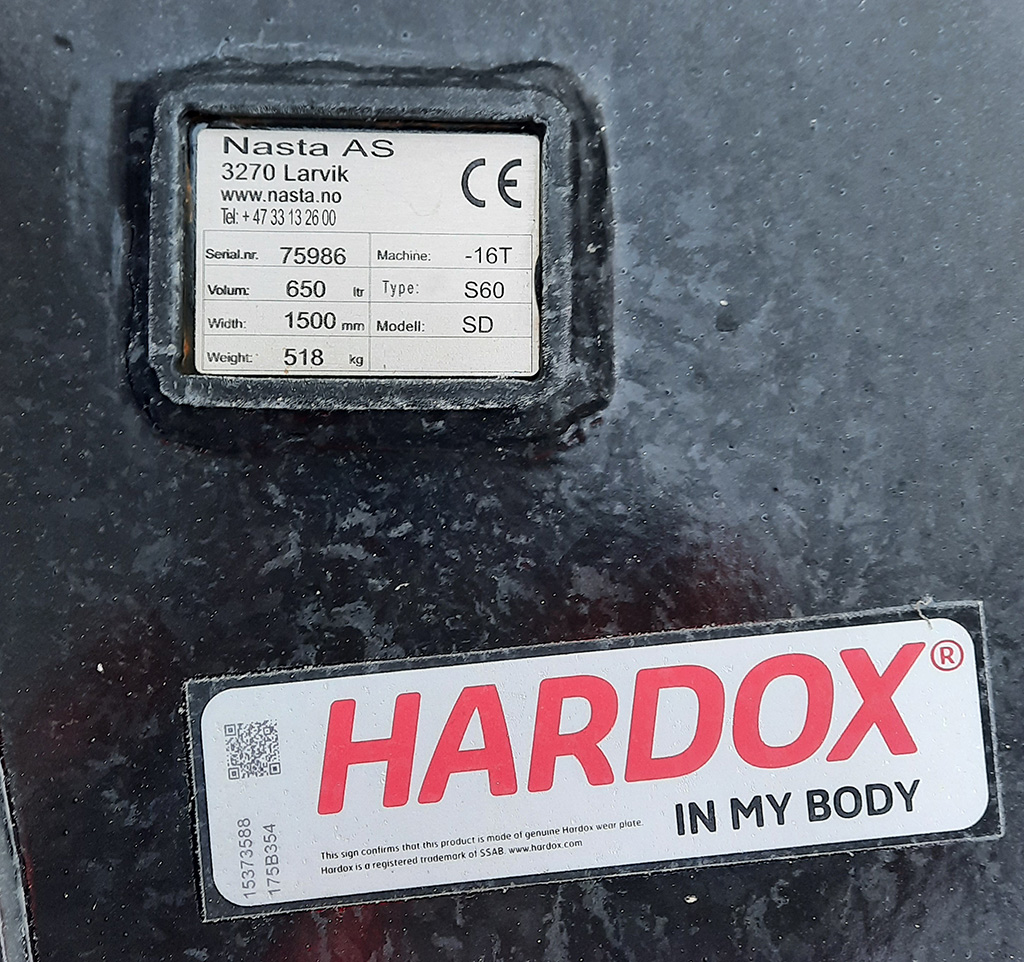 Nasta AS
3270 Larvik
www.nasta.no
Tel: + 47 33 13 26 00
CE
Serial.nr. 75986 Machine: -16T
Volum: 650 ltr Type: S60
Width: 1500 mm Modell: SD
Weight: 518 kg
HARDOX®
IN MY BODY
This sign confirms that this product is made of genuine Hardox wear plate.
Hardox is a registered trademark of SSAB. www.hardox.com
15373588
175B354